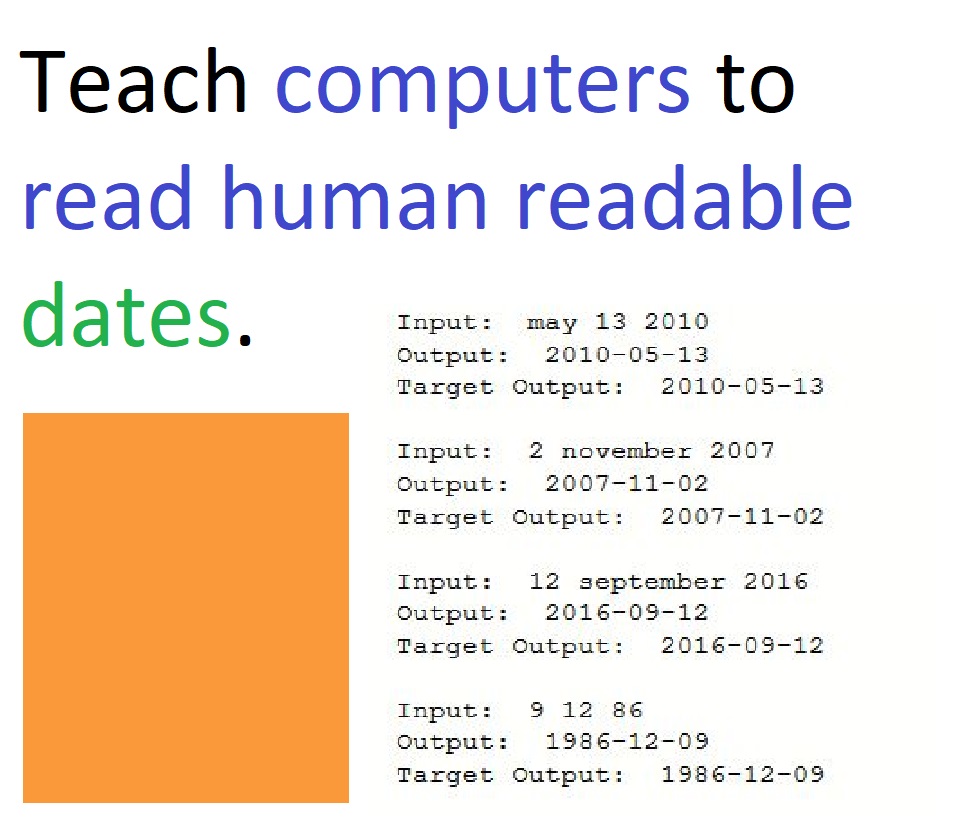 Teach computers to
read human readable
dates.
Input:  may 13 2010
Output:  2010-05-13
Target Output:  2010-05-13
Input:  2 november 2007
Output:  2007-11-02
Target Output:  2007-11-02
Input:  12 september 2016
Output:  2016-09-12
Target Output:  2016-09-12
Input:  9 12 86
Output:  1986-12-09
Target Output:  1986-12-09